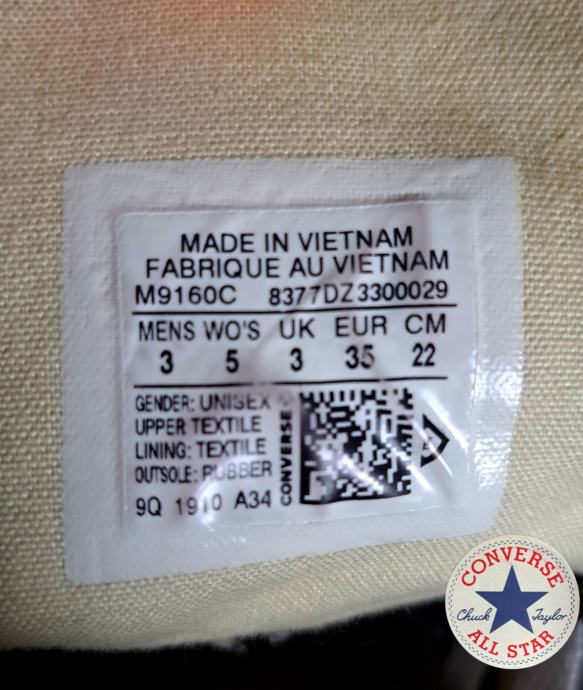 MADE IN VIETNAM
FABRIQUE AU VIETNAM
M9160C 8377DZ3300029
MENS WO'S UK EUR CM
3 5 3 35 22
GENDER: UNISEX
UPPER TEXTILE
LINING: TEXTILE
OUTSOLE: RUBBER
9Q 1910 A34
CONVERSE
CONVERSE
Chuck Taylor
ALL STAR